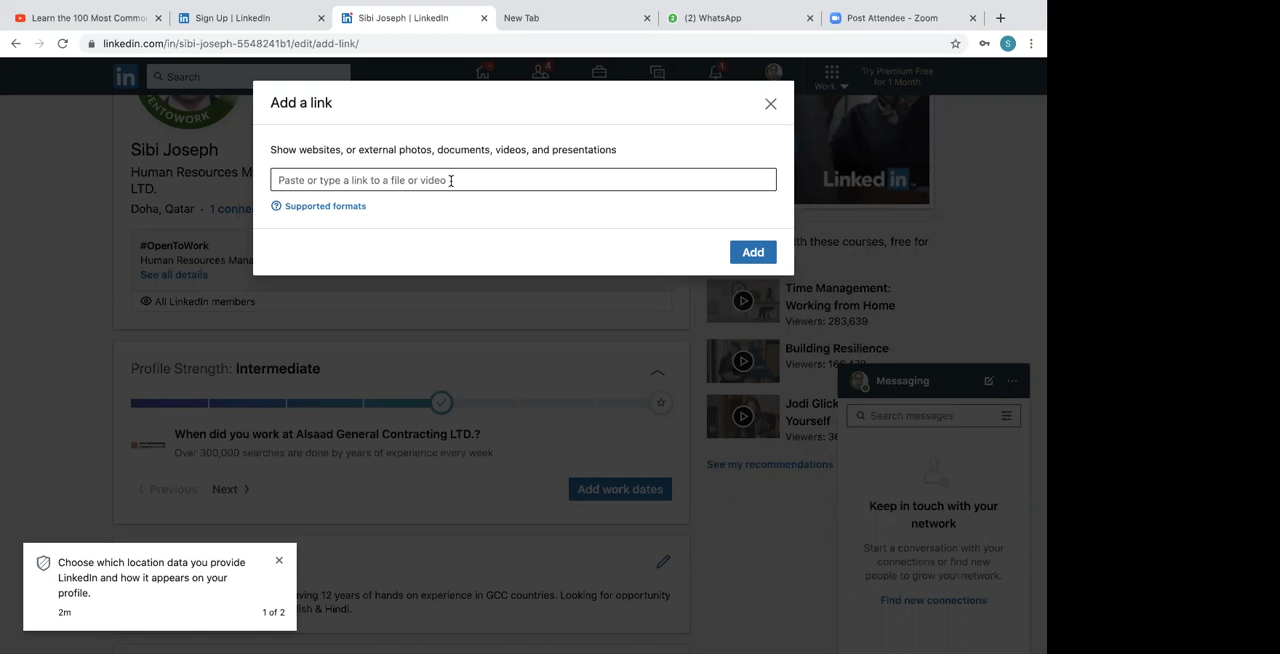 Learn the 100 Most Commo
Sign Up | LinkedIn
Sibi Joseph | LinkedIn
New Tab
(2) WhatsApp
Post Attendee - Zoom
linkedin.com/in/sibi-joseph-5548241b1/edit/add-link/
S
in
Search
4
Work
Try Premium Free
for 1 Month
ENTOWORK
Sibi Joseph
Human Resources M
LTD.
Doha, Qatar · 1 conne
#OpenToWork
Human Resources Mana
See all details
All LinkedIn members
Add a link
Show websites, or external photos, documents, videos, and presentations
Paste or type a link to a file or video
Supported formats
Add
Linked in
th these courses, free for
Time Management:
Working from Home
Viewers: 283,639
Building Resilience
Viewers:
Jodi Glick
Yourself
Viewers: 36
See my recommendations
Profile Strength: Intermediate
When did you work at Alsaad General Contracting LTD.?
Over 300,000 searches are done by years of experience every week
Previous
Next
Add work dates
Messaging
Search messages
Keep in touch with your
network
Start a conversation with your
connections or find new
people to grow your network.
Find new connections
aving 12 years of hands on experience in GCC countries. Looking for opportunity
lish & Hindi.
Choose which location data you provide
LinkedIn and how it appears on your
profile.
2m
1 of 2